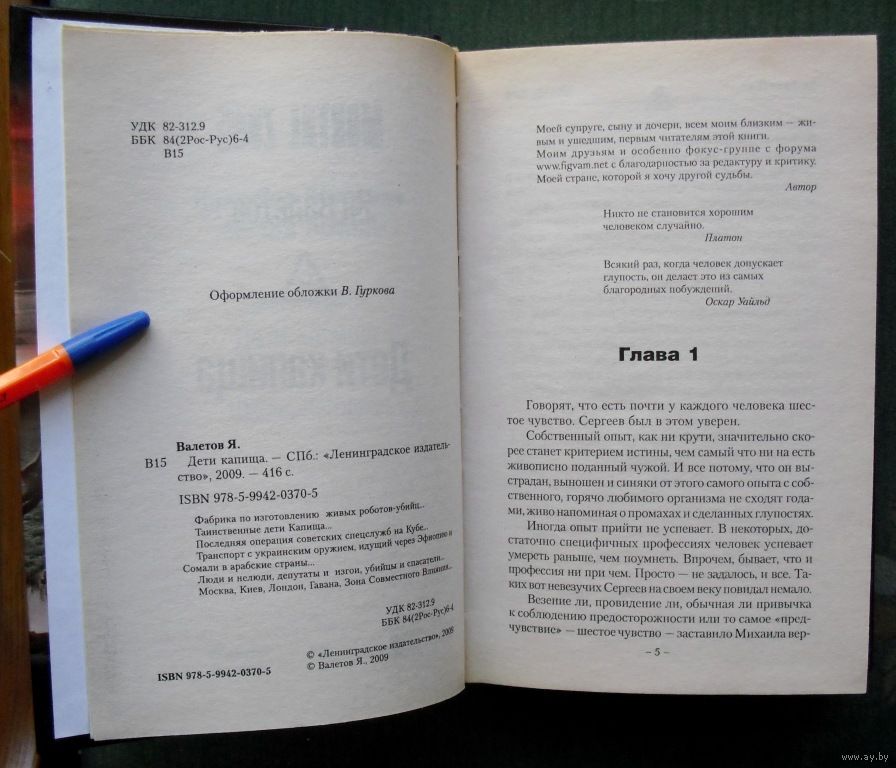 УДК 82-312.9
ББК 84(2Рос-Рус)6-4
В15
Оформление обложки В. Гуркова
Валетов Я.
В15 Дети капища. — СПб.: «Ленинградское издатель-
ство», 2009. — 416 с.
ISBN 978-5-9942-0370-5
Фабрика по изготовлению живых роботов-убийц..
Таинственные дети Капища...
Последняя операция советских спецслужб на Кубе..
Транспорт с украинским оружием, идущий через Эфиопию и
Сомали в арабские страны...
Люди и нелюди, депутаты и изгои, убийцы и спасатели..
Москва, Киев, Лондон, Гавана, Зона Совместного Влияния..
УДК 82-312.9
ББК 84(2Рос-Рус)6-4
© «Ленинградское издательство», 2009
© Валетов Я., 2009
ISBN 978-5-9942-0370-5
Моей супруге, сыну и дочери, всем моим близким — жи-
вым и ушедшим, первым читателям этой книги.
Моим друзьям и особенно фокус-группе с форума
www.figvam.net с благодарностью за редактуру и критику.
Моей стране, которой я хочу другой судьбы.
Автор
Никто не становится хорошим
человеком случайно.
Платон
Всякий раз, когда человек допускает
глупость, он делает это из самых
благородных побуждений.
Оскар Уайльд
Глава 1
Говорят, что есть почти у каждого человека шес-
тое чувство. Сергеев был в этом уверен.
Собственный опыт, как ни крути, значительно ско-
рее станет критерием истины, чем самый что ни на есть
живописно поданный чужой. И все потому, что он вы-
страдан, выношен и синяки от этого самого опыта с соб-
ственного, горячо любимого организма не сходят года-
ми, живо напоминая о промахах и сделанных глупостях.
Иногда опыт прийти не успевает. В некоторых, до-
статочно специфичных профессиях человек успевает
умереть раньше, чем поумнеть. Впрочем, бывает, что и
профессия ни при чем. Просто — не задалось, и все. Та-
ких вот невезучих Сергеев на своем веку повидал немало.
Везение ли, провидение ли, обычная ли привычка
к соблюдению предосторожности или то самое «пред-
чувствие» — шестое чувство — заставило Михаила вер-
– 5 –
www.ay.by